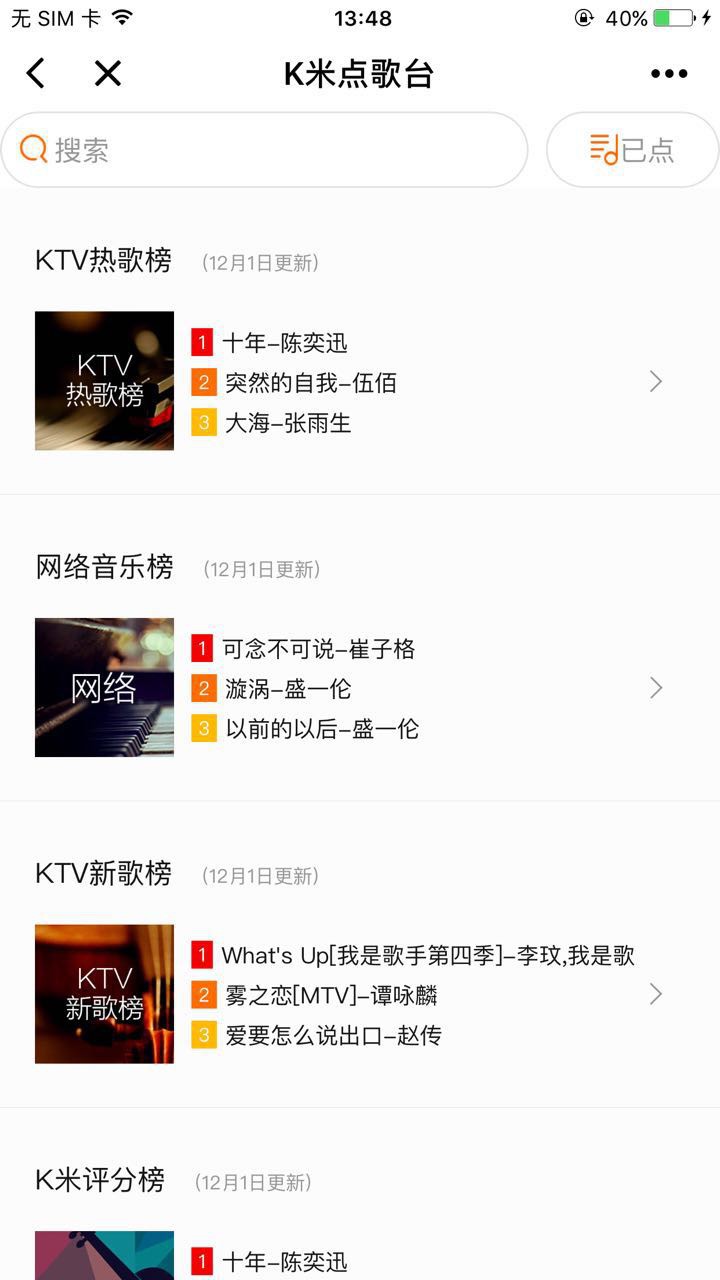 无 SIM 卡
13:48
40%
K米点歌台
搜索
已点
KTV热歌榜 (12月1日更新)
KTV
热歌榜
1 十年–陈奕迅
2 突然的自我–伍佰
3 大海–张雨生
网络音乐榜 (12月1日更新)
网络
1 可念不可说–崔子格
2 漩涡–盛一伦
3 以前的以后–盛一伦
KTV新歌榜 (12月1日更新)
KTV
新歌榜
1 What's Up[我是歌手第四季]–李玟,我是歌
2 雾之恋[MTV]–谭咏麟
3 爱要怎么说出口–赵传
K米评分榜 (12月1日更新)
1 十年–陈奕迅